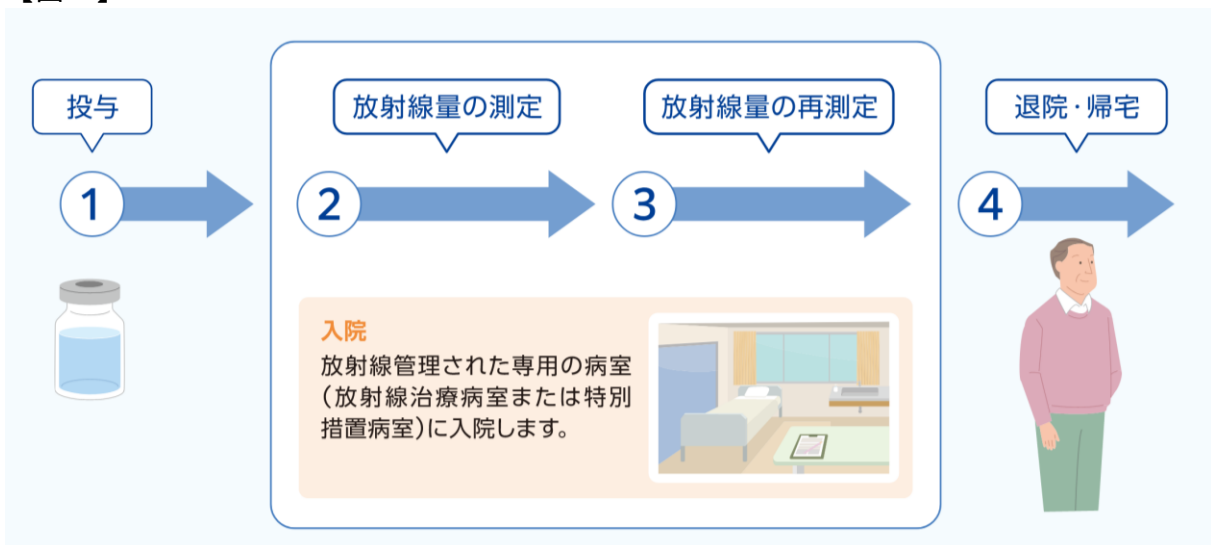 投与
放射線量の測定
放射線量の再測定
退院・帰宅
1
2
3
4
入院
放射線管理された専用の病室
（放射線治療病室または特別
措置病室）に入院します。